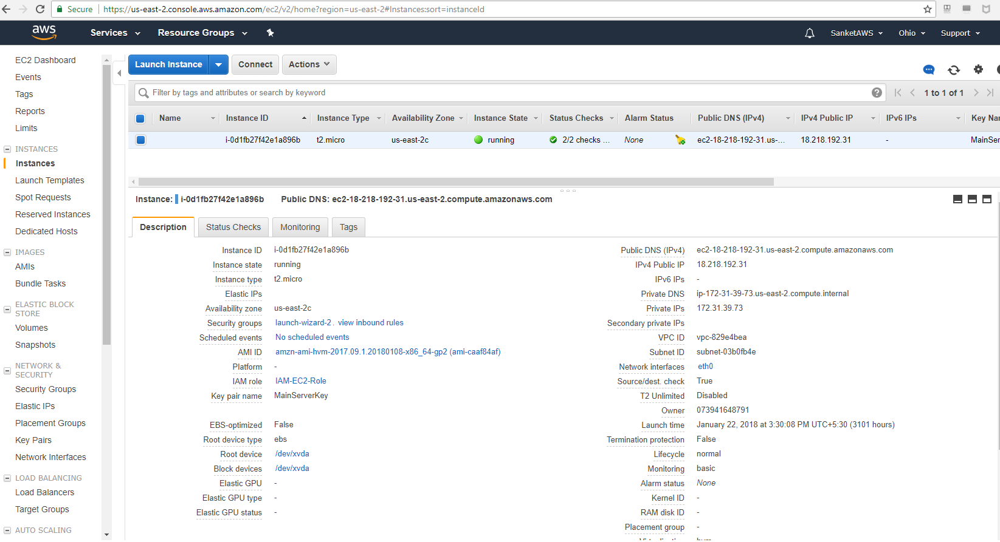 Secure https://us-east-2.console.aws.amazon.com/ec2/v2/home?region=us-east-2#Instances:sort=instanceId
aws Services Resource Groups SanketAWS Ohio Support
EC2 Dashboard
Events
Tags
Reports
Limits
INSTANCES
Instances
Launch Templates
Spot Requests
Reserved Instances
Dedicated Hosts
IMAGES
AMIs
Bundle Tasks
ELASTIC BLOCK
STORE
Volumes
Snapshots
NETWORK &
SECURITY
Security Groups
Elastic IPs
Placement Groups
Key Pairs
Network Interfaces
LOAD BALANCING
Load Balancers
Target Groups
AUTO SCALING
Launch Instance Connect Actions
Filter by tags and attributes or search by keyword 1 to 1 of 1
Name Instance ID Instance Type Availability Zone Instance State Status Checks Alarm Status Public DNS (IPv4) IPv4 Public IP IPv6 IPs Key Nar
i-0d1fb27f42e1a896b t2.micro us-east-2c running 2/2 checks ... None ec2-18-218-192-31.us-... 18.218.192.31 - MainSer
Instance: i-0d1fb27f42e1a896b Public DNS: ec2-18-218-192-31.us-east-2.compute.amazonaws.com
Description Status Checks Monitoring Tags
Instance ID i-0d1fb27f42e1a896b
Instance state running
Instance type t2.micro
Elastic IPs
Availability zone us-east-2c
Security groups launch-wizard-2. view inbound rules
Scheduled events No scheduled events
AMI ID amzn-ami-hvm-2017.09.1.20180108-x86_64-gp2 (ami-caaf84af)
Platform -
IAM role IAM-EC2-Role
Key pair name MainServerKey
EBS-optimized False
Root device type ebs
Root device /dev/xvda
Block devices /dev/xvda
Elastic GPU -
Elastic GPU type -
Elastic GPU status -
Public DNS (IPv4) ec2-18-218-192-31.us-east-2.compute.amazonaws.com
IPv4 Public IP 18.218.192.31
IPv6 IPs -
Private DNS ip-172-31-39-73.us-east-2.compute.internal
Private IPs 172.31.39.73
Secondary private IPs
VPC ID vpc-829e4bea
Subnet ID subnet-03b0fb4e
Network interfaces eth0
Source/dest. check True
T2 Unlimited Disabled
Owner 073941648791
Launch time January 22, 2018 at 3:30:08 PM UTC+5:30 (3101 hours)
Termination protection False
Lifecycle normal
Monitoring basic
Alarm status None
Kernel ID -
RAM disk ID -
Placement group -